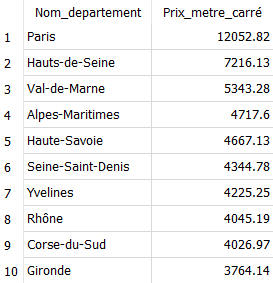 Nom_departement Prix_metre_carré
1 Paris 12052.82
2 Hauts-de-Seine 7216.13
3 Val-de-Marne 5343.28
4 Alpes-Maritimes 4717.6
5 Haute-Savoie 4667.13
6 Seine-Saint-Denis 4344.78
7 Yvelines 4225.25
8 Rhône 4045.19
9 Corse-du-Sud 4026.97
10 Gironde 3764.14